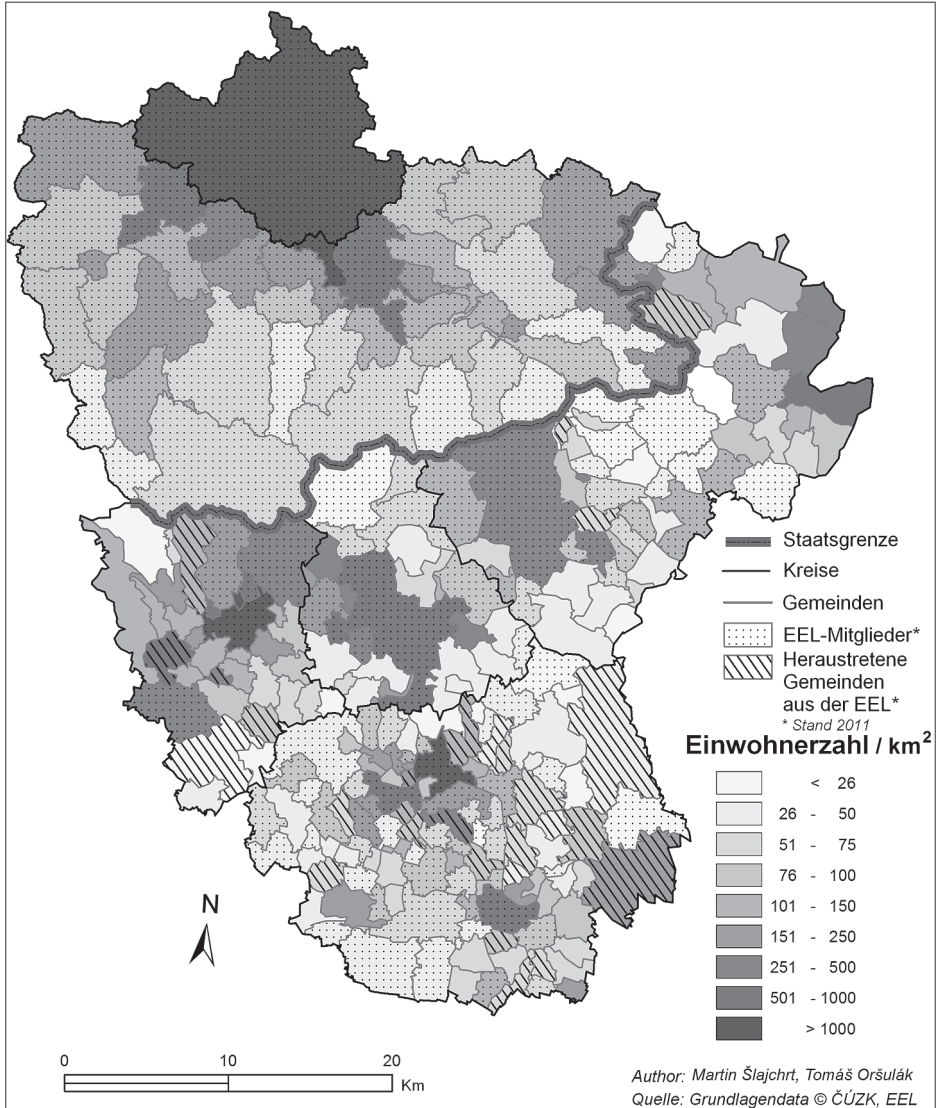 Staatsgrenze
Kreise
Gemeinden
EEL-Mitglieder*
Heraustretene
Gemeinden
aus der EEL*
* Stand 2011
Einwohnerzahl / km²
< 26
26 - 50
51 - 75
76 - 100
101 - 150
151 - 250
251 - 500
501 - 1000
> 1000
N
0 10 20
Km
Author: Martin Šlajchrt, Tomáš Oršulák
Quelle: Grundlagendata © ČÚZK, EEL